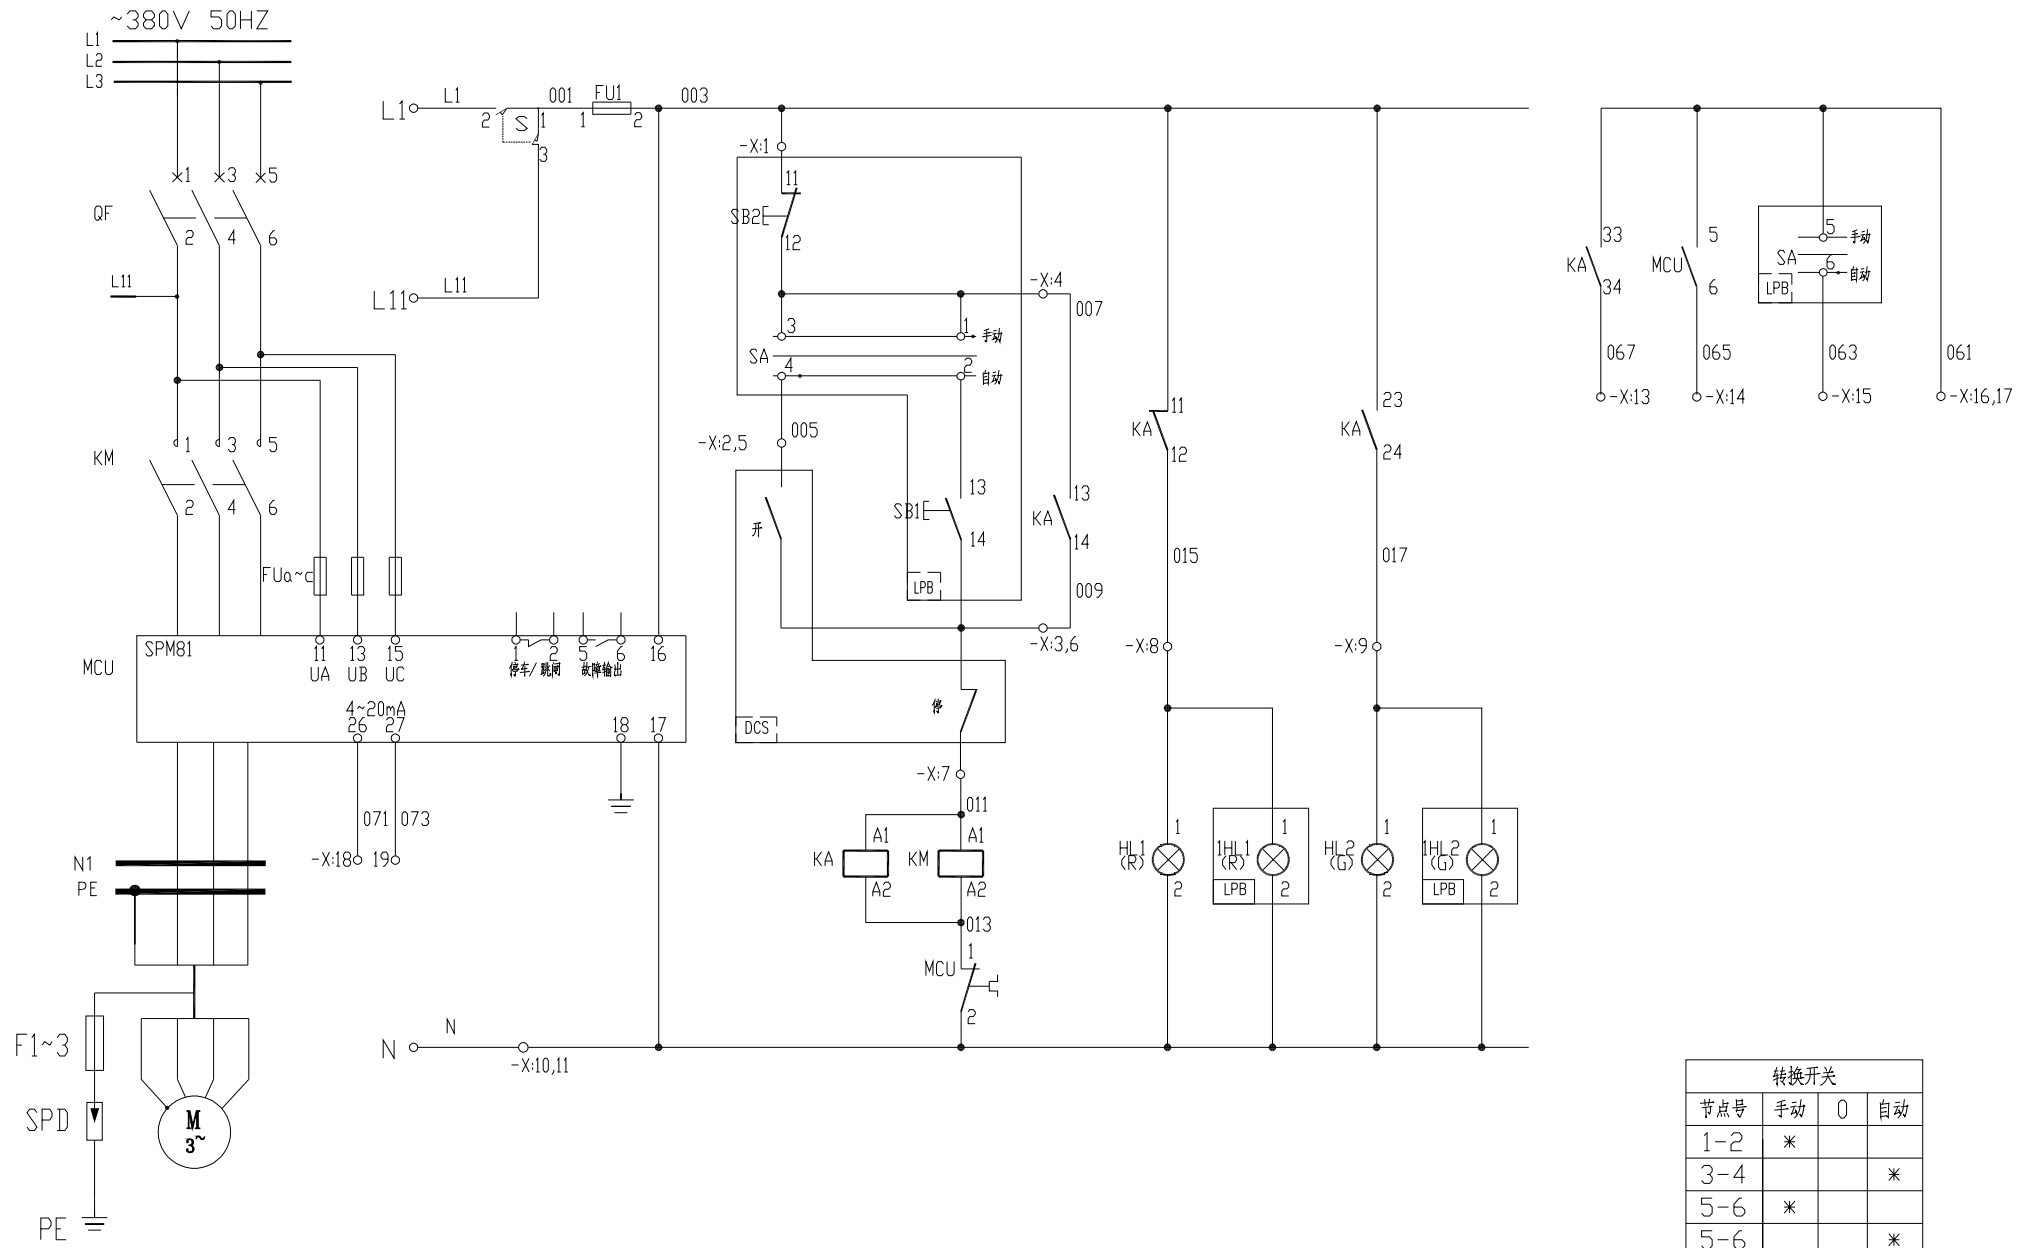 ~380V 50HZ
L1
L2
L3
1 3 5
QF
2 4 6
L11
1 3 5
KM
2 4 6
FUa~c
SPM81
MCU
11 13 15
UA UB UC
1 2 5 6 16
停车/跳闸 故障输出
4~20mA
26 27 18 17
071 073
-X:18 19
N1
PE
F1~3
SPD
PE
M
3~
L1 L1 001 FU1 003
2 S 1 1 2
3
L11 L11
-X:1
11
SB2
12
-X:4
007
3 1 手动
SA
4 2 自动
005
-X:2,5
13
SB1
14
开
13
KA
14
009
LPB
-X:3,6
停
DCS
-X:7
011
A1 A1
KA KM
A2 A2
013
1
MCU
2
N N
-X:10,11
11
KA
12
015
-X:8
1 1
HL1 1HL1
(R) (R)
2 LPB 2
23
KA
24
017
-X:9
1 1
HL2 1HL2
(G) (G)
2 LPB 2
33
KA
34
067
-X:13
5
MCU
6
065
-X:14
5 手动
SA
6 自动
LPB
063
-X:15
061
-X:16,17
转换开关
节点号 手动 0 自动
1-2 *
3-4 *
5-6 *
5-6 *